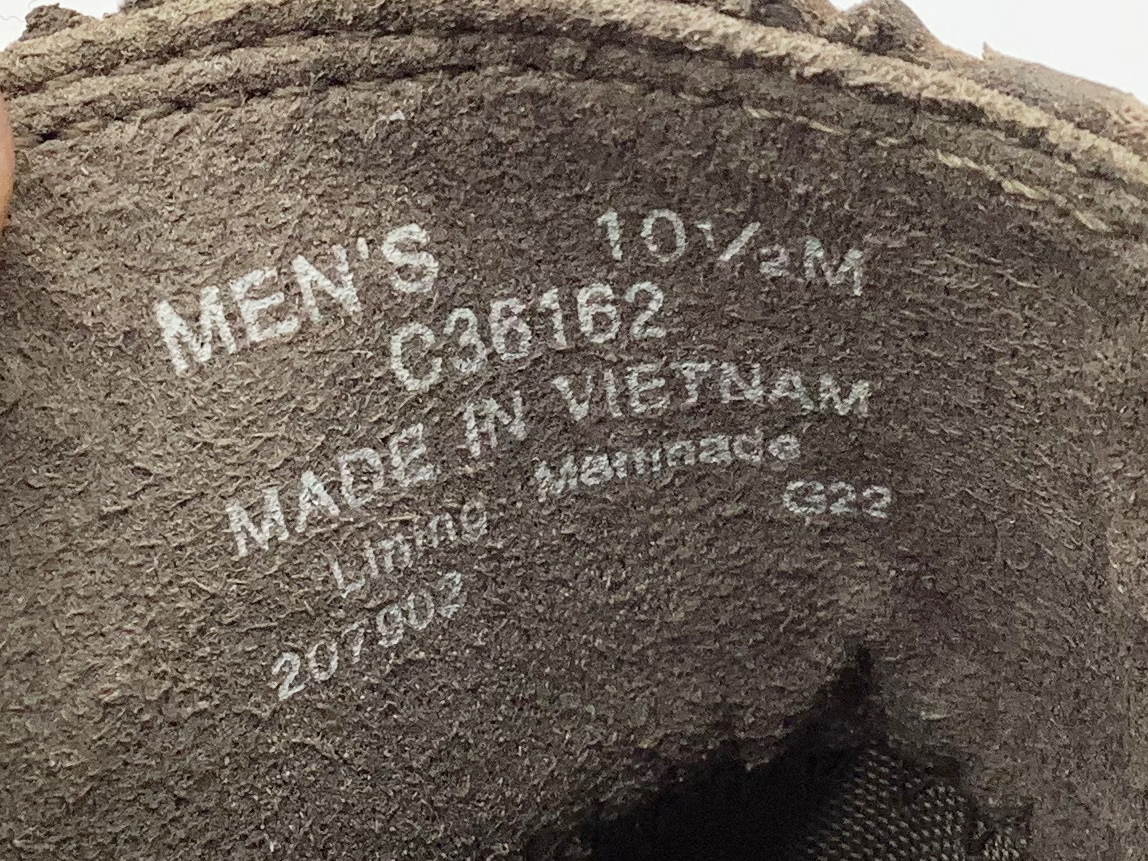 MEN'S 10½M
C36162
MADE IN VIETNAM
Lining Manmade
207902 G22